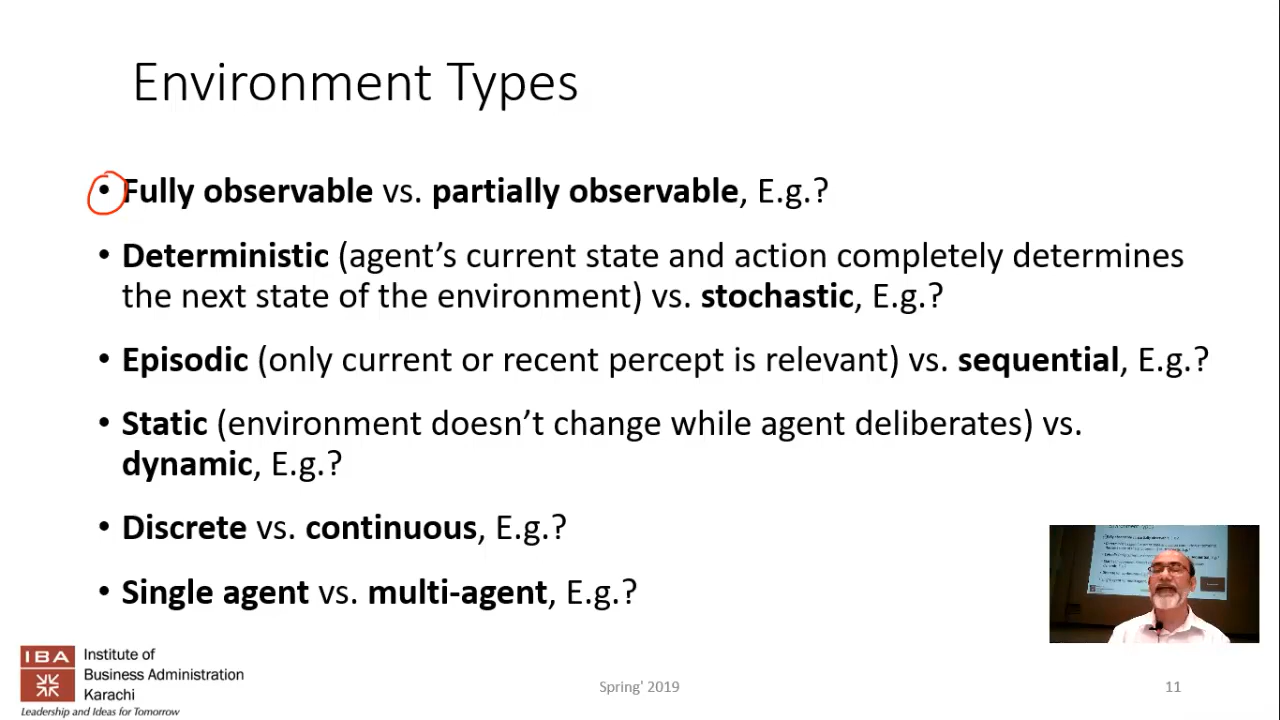 Environment Types
• Fully observable vs. partially observable, E.g.?
• Deterministic (agent’s current state and action completely determines
the next state of the environment) vs. stochastic, E.g.?
• Episodic (only current or recent percept is relevant) vs. sequential, E.g.?
• Static (environment doesn’t change while agent deliberates) vs.
dynamic, E.g.?
• Discrete vs. continuous, E.g.?
• Single agent vs. multi-agent, E.g.?
IBA
Institute of
Business Administration
Karachi
Leadership and Ideas for Tomorrow
Spring' 2019
11